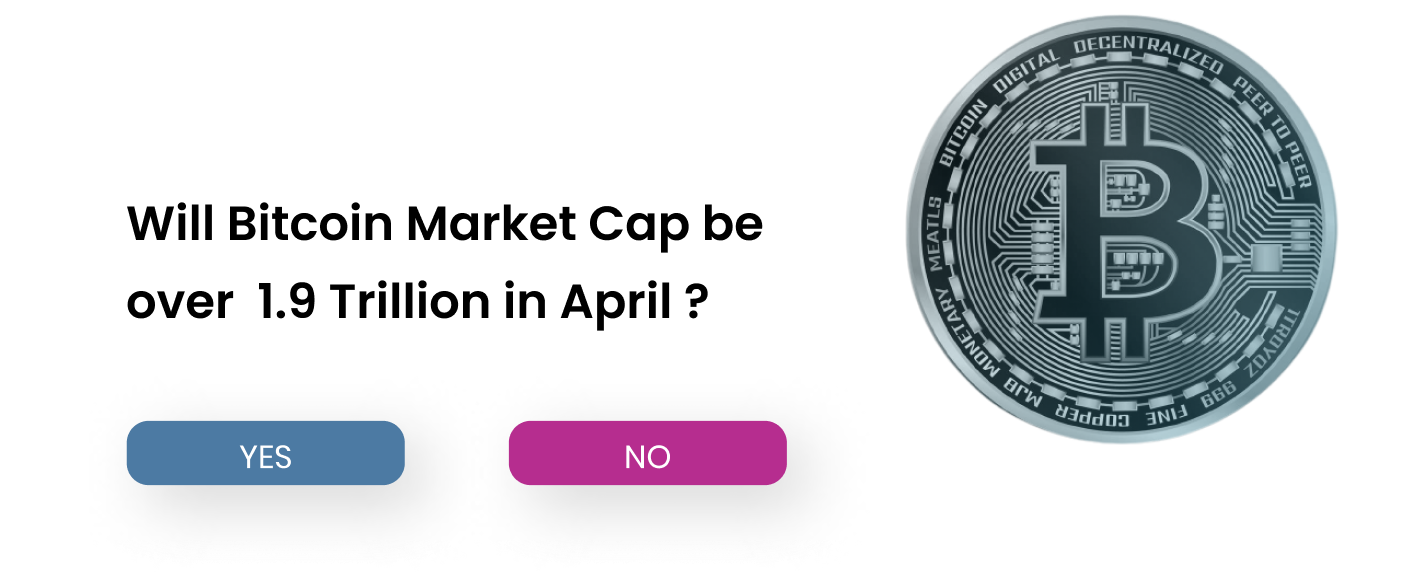 Will Bitcoin Market Cap be
over 1.9 Trillion in April ?
YES
NO
BITCOIN DIGITAL DECENTRALIZED PEER TO PEER
1TROYOZ 999 FINE COPPER MJB MONETARY MEATLS